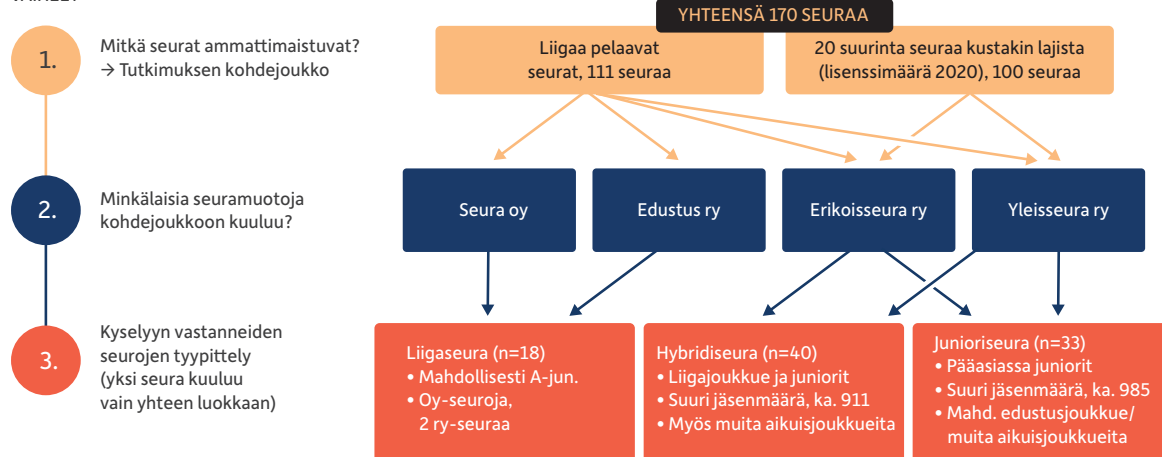 YHTEENSÄ 170 SEURAA
1.
Mitkä seurat ammattimaistuvat?
→ Tutkimuksen kohdejoukko
Liigaa pelaavat
seurat, 111 seuraa
20 suurinta seuraa kustakin lajista
(lisenssimäärä 2020), 100 seuraa
2.
Minkälaisia seuramuotoja
kohdejoukkoon kuuluu?
Seura oy
Edustus ry
Erikoisseura ry
Yleisseura ry
3.
Kyselyyn vastanneiden
seurojen tyypittely
(yksi seura kuuluu
vain yhteen luokkaan)
Liigaseura (n=18)
• Mahdollisesti A-jun.
• Oy-seuroja,
2 ry-seuraa
Hybridiseura (n=40)
• Liigajoukkue ja juniorit
• Suuri jäsenmäärä, ka. 911
• Myös muita aikuisjoukkueita
Junioriseura (n=33)
• Pääasiassa juniorit
• Suuri jäsenmäärä, ka. 985
• Mahd. edustusjoukkue/
muita aikuisjoukkueita